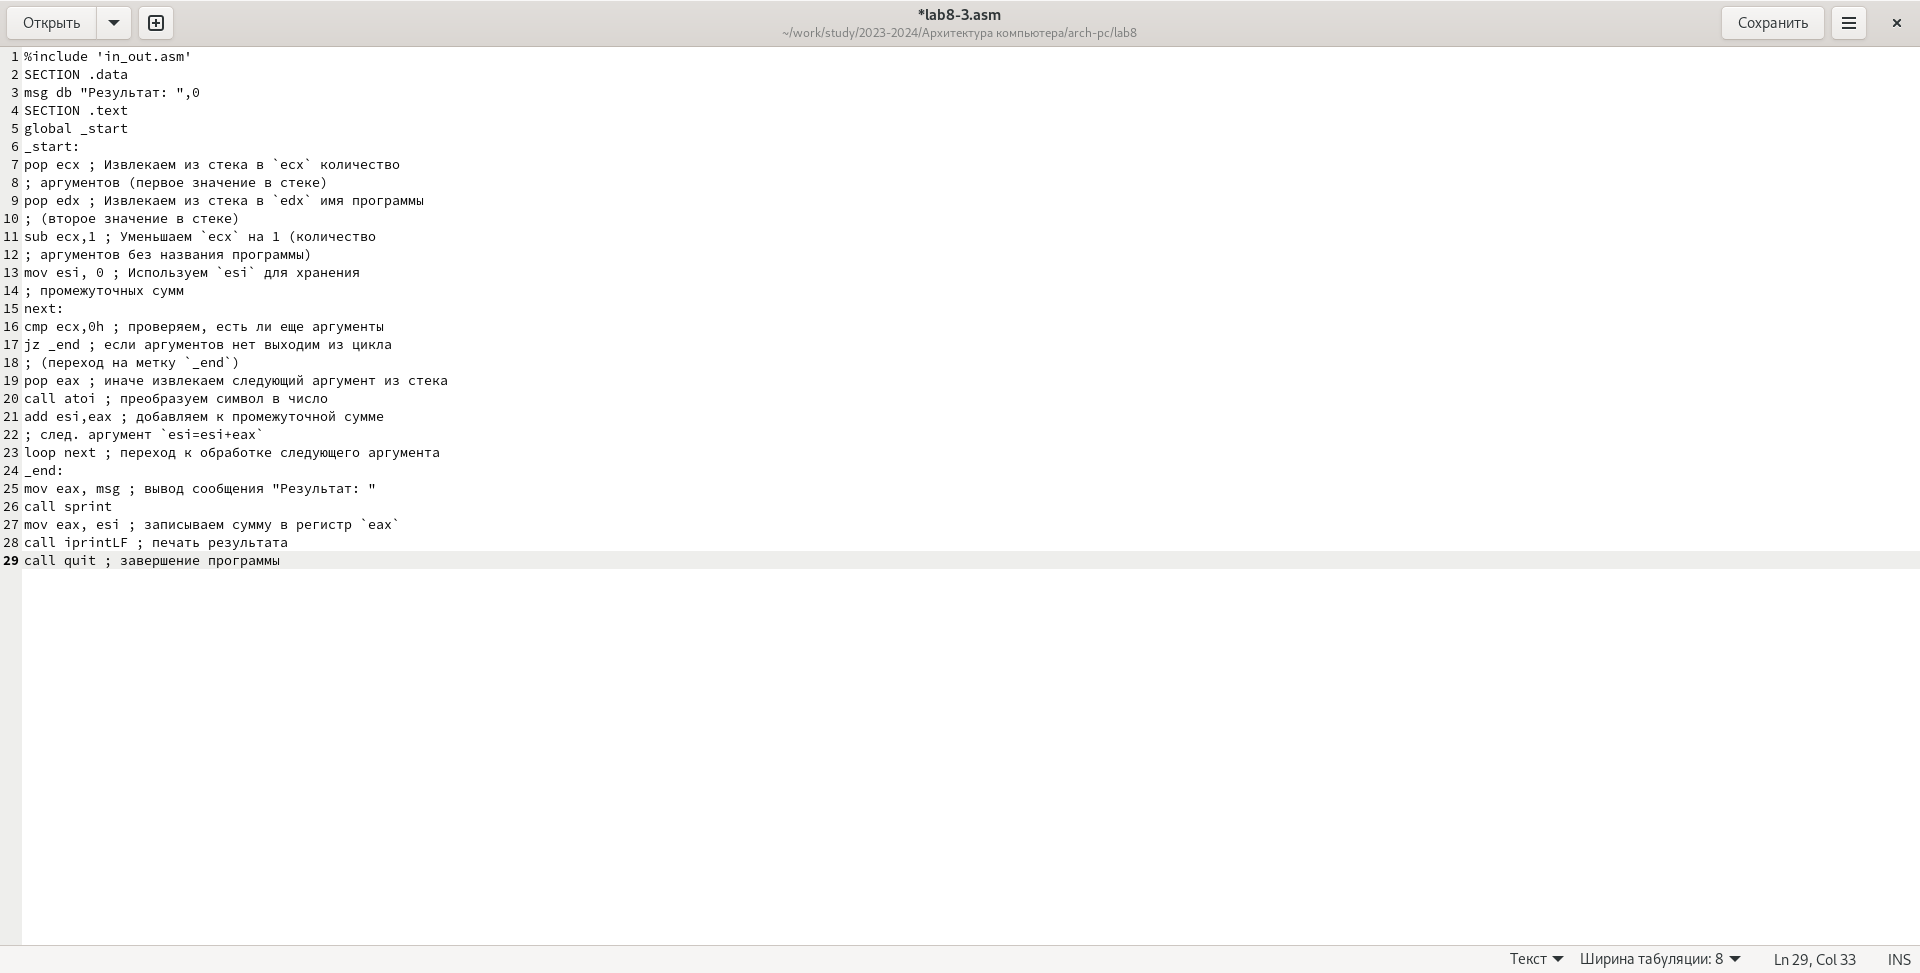 Открыть
*lab8-3.asm
~/work/study/2023-2024/Архитектура компьютера/arch-pc/lab8
Сохранить
1 %include 'in_out.asm'
2 SECTION .data
3 msg db "Результат: ",0
4 SECTION .text
5 global _start
6 _start:
7 pop ecx ; Извлекаем из стека в `ecx` количество
8 ; аргументов (первое значение в стеке)
9 pop edx ; Извлекаем из стека в `edx` имя программы
10 ; (второе значение в стеке)
11 sub ecx,1 ; Уменьшаем `ecx` на 1 (количество
12 ; аргументов без названия программы)
13 mov esi, 0 ; Используем `esi` для хранения
14 ; промежуточных сумм
15 next:
16 cmp ecx,0h ; проверяем, есть ли еще аргументы
17 jz _end ; если аргументов нет выходим из цикла
18 ; (переход на метку `_end`)
19 pop eax ; иначе извлекаем следующий аргумент из стека
20 call atoi ; преобразуем символ в число
21 add esi,eax ; добавляем к промежуточной сумме
22 ; след. аргумент `esi=esi+eax`
23 loop next ; переход к обработке следующего аргумента
24 _end:
25 mov eax, msg ; вывод сообщения "Результат: "
26 call sprint
27 mov eax, esi ; записываем сумму в регистр `eax`
28 call iprintLF ; печать результата
29 call quit ; завершение программы
Текст Ширина табуляции: 8 Ln 29, Col 33 INS